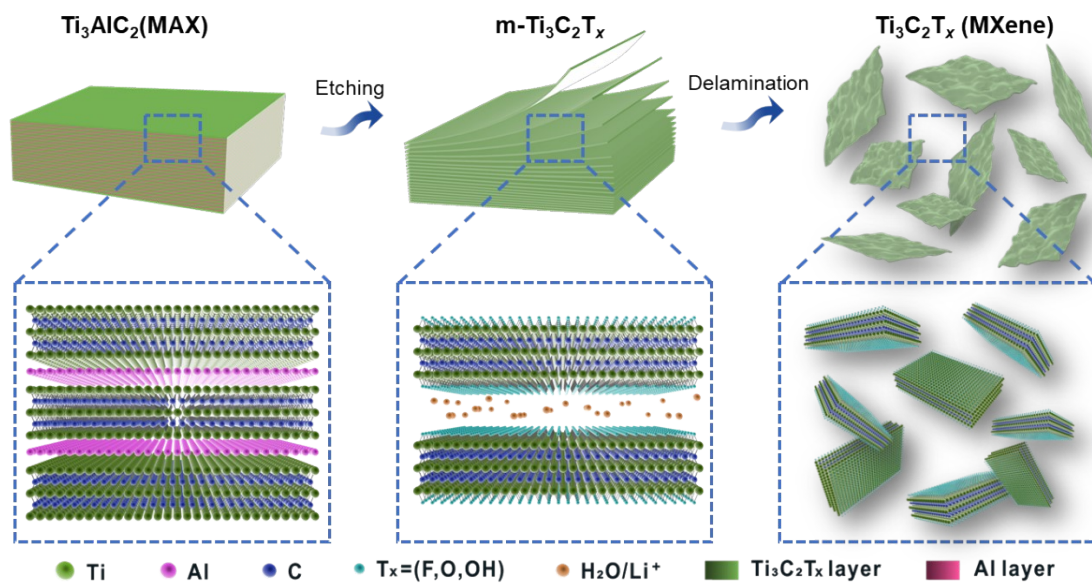 Ti₃AlC₂(MAX)
m-Ti₃C₂Tₓ
Ti₃C₂Tₓ (MXene)
Etching
Delamination
Ti
Al
C
Tx=(F,O,OH)
H₂O/Li⁺
Ti₃C₂Tx layer
Al layer